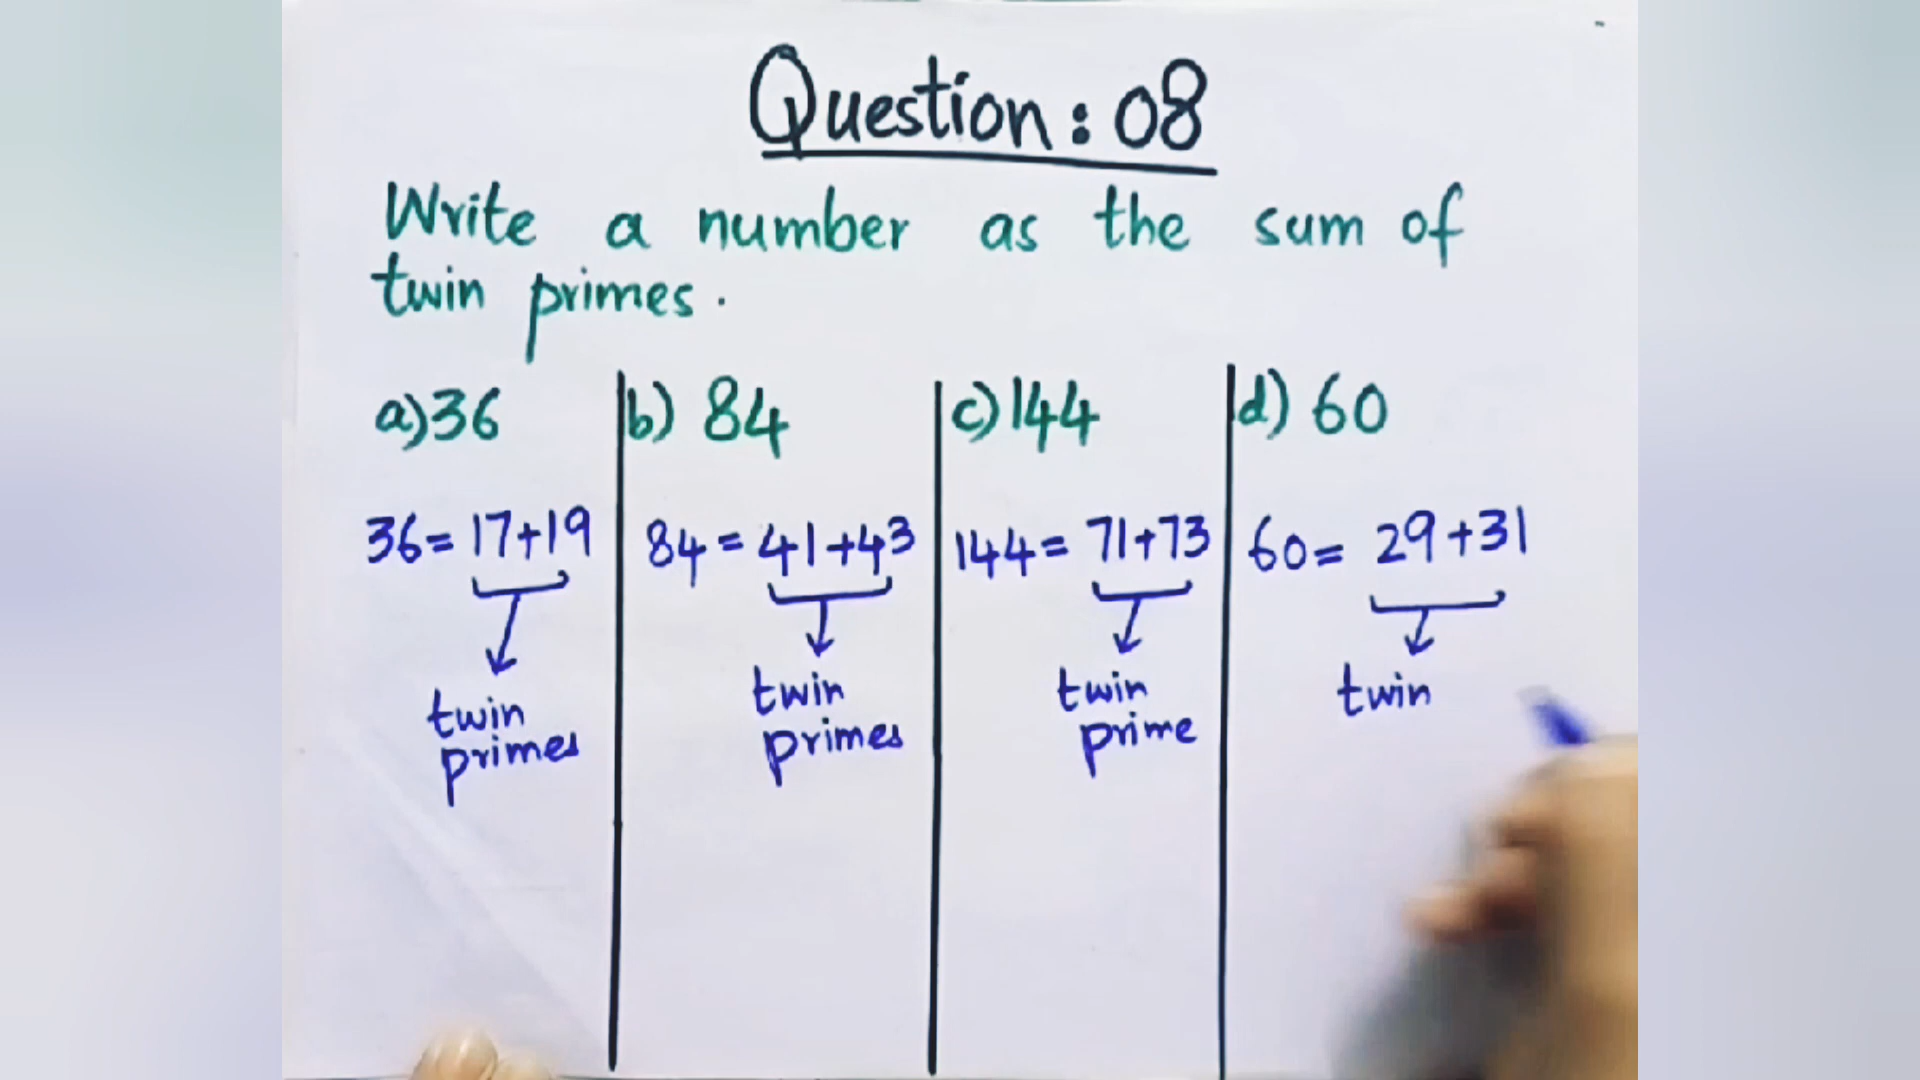 Question: 08
Write a number as the sum of
twin primes.
a) 36
36 = 17+19
twin
primes
b) 84
84 = 41+43
twin
primes
c) 144
144 = 71+73
twin
prime
d) 60
60 = 29+31
twin